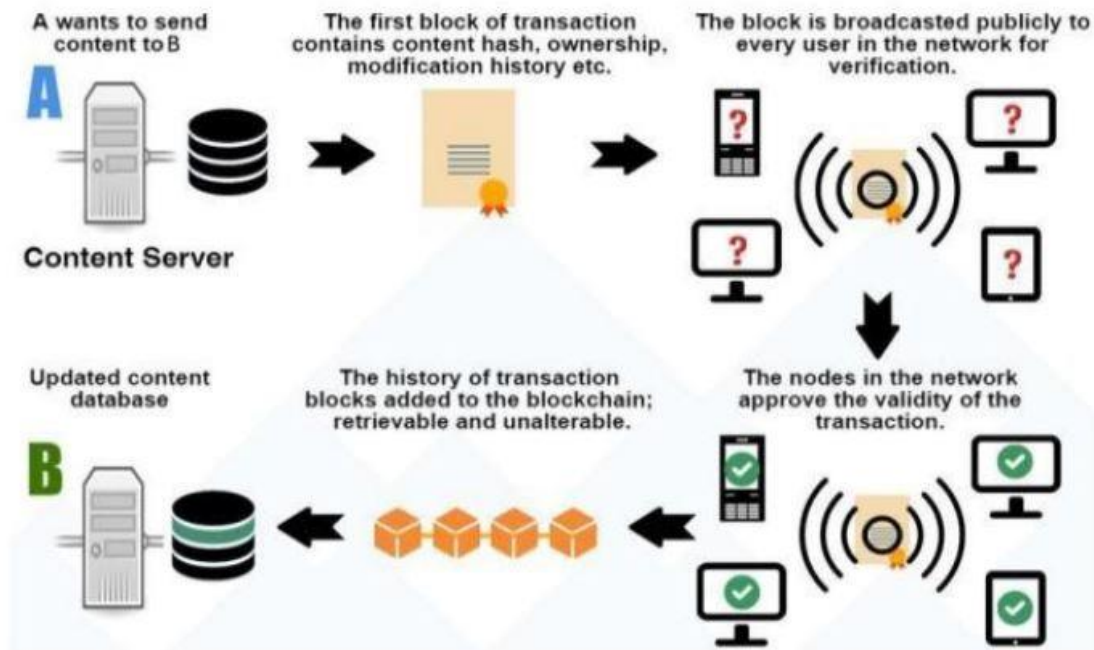 A wants to send
content to B
The first block of transaction
contains content hash, ownership,
modification history etc.
The block is broadcasted publicly to
every user in the network for
verification.
A
?
?
?
?
Content Server
Updated content
database
The history of transaction
blocks added to the blockchain;
retrievable and unalterable.
The nodes in the network
approve the validity of the
transaction.
B